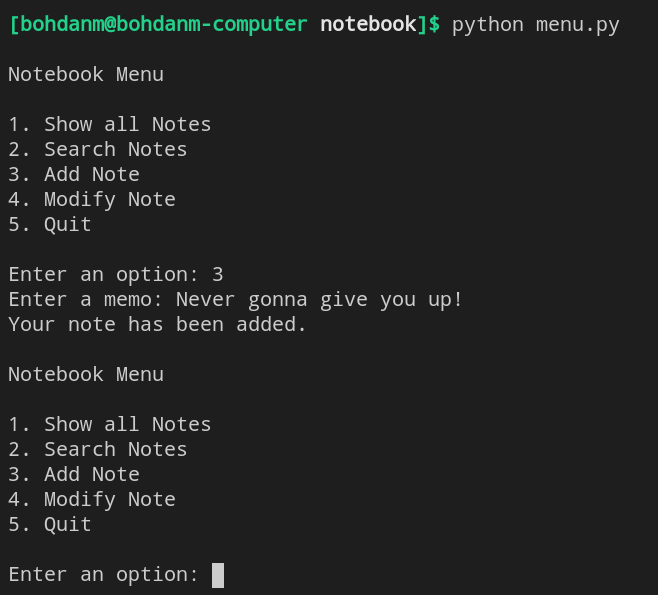 [bohdanm@bohdanm-computer notebook]$ python menu.py
Notebook Menu
1. Show all Notes
2. Search Notes
3. Add Note
4. Modify Note
5. Quit
Enter an option: 3
Enter a memo: Never gonna give you up!
Your note has been added.
Notebook Menu
1. Show all Notes
2. Search Notes
3. Add Note
4. Modify Note
5. Quit
Enter an option: